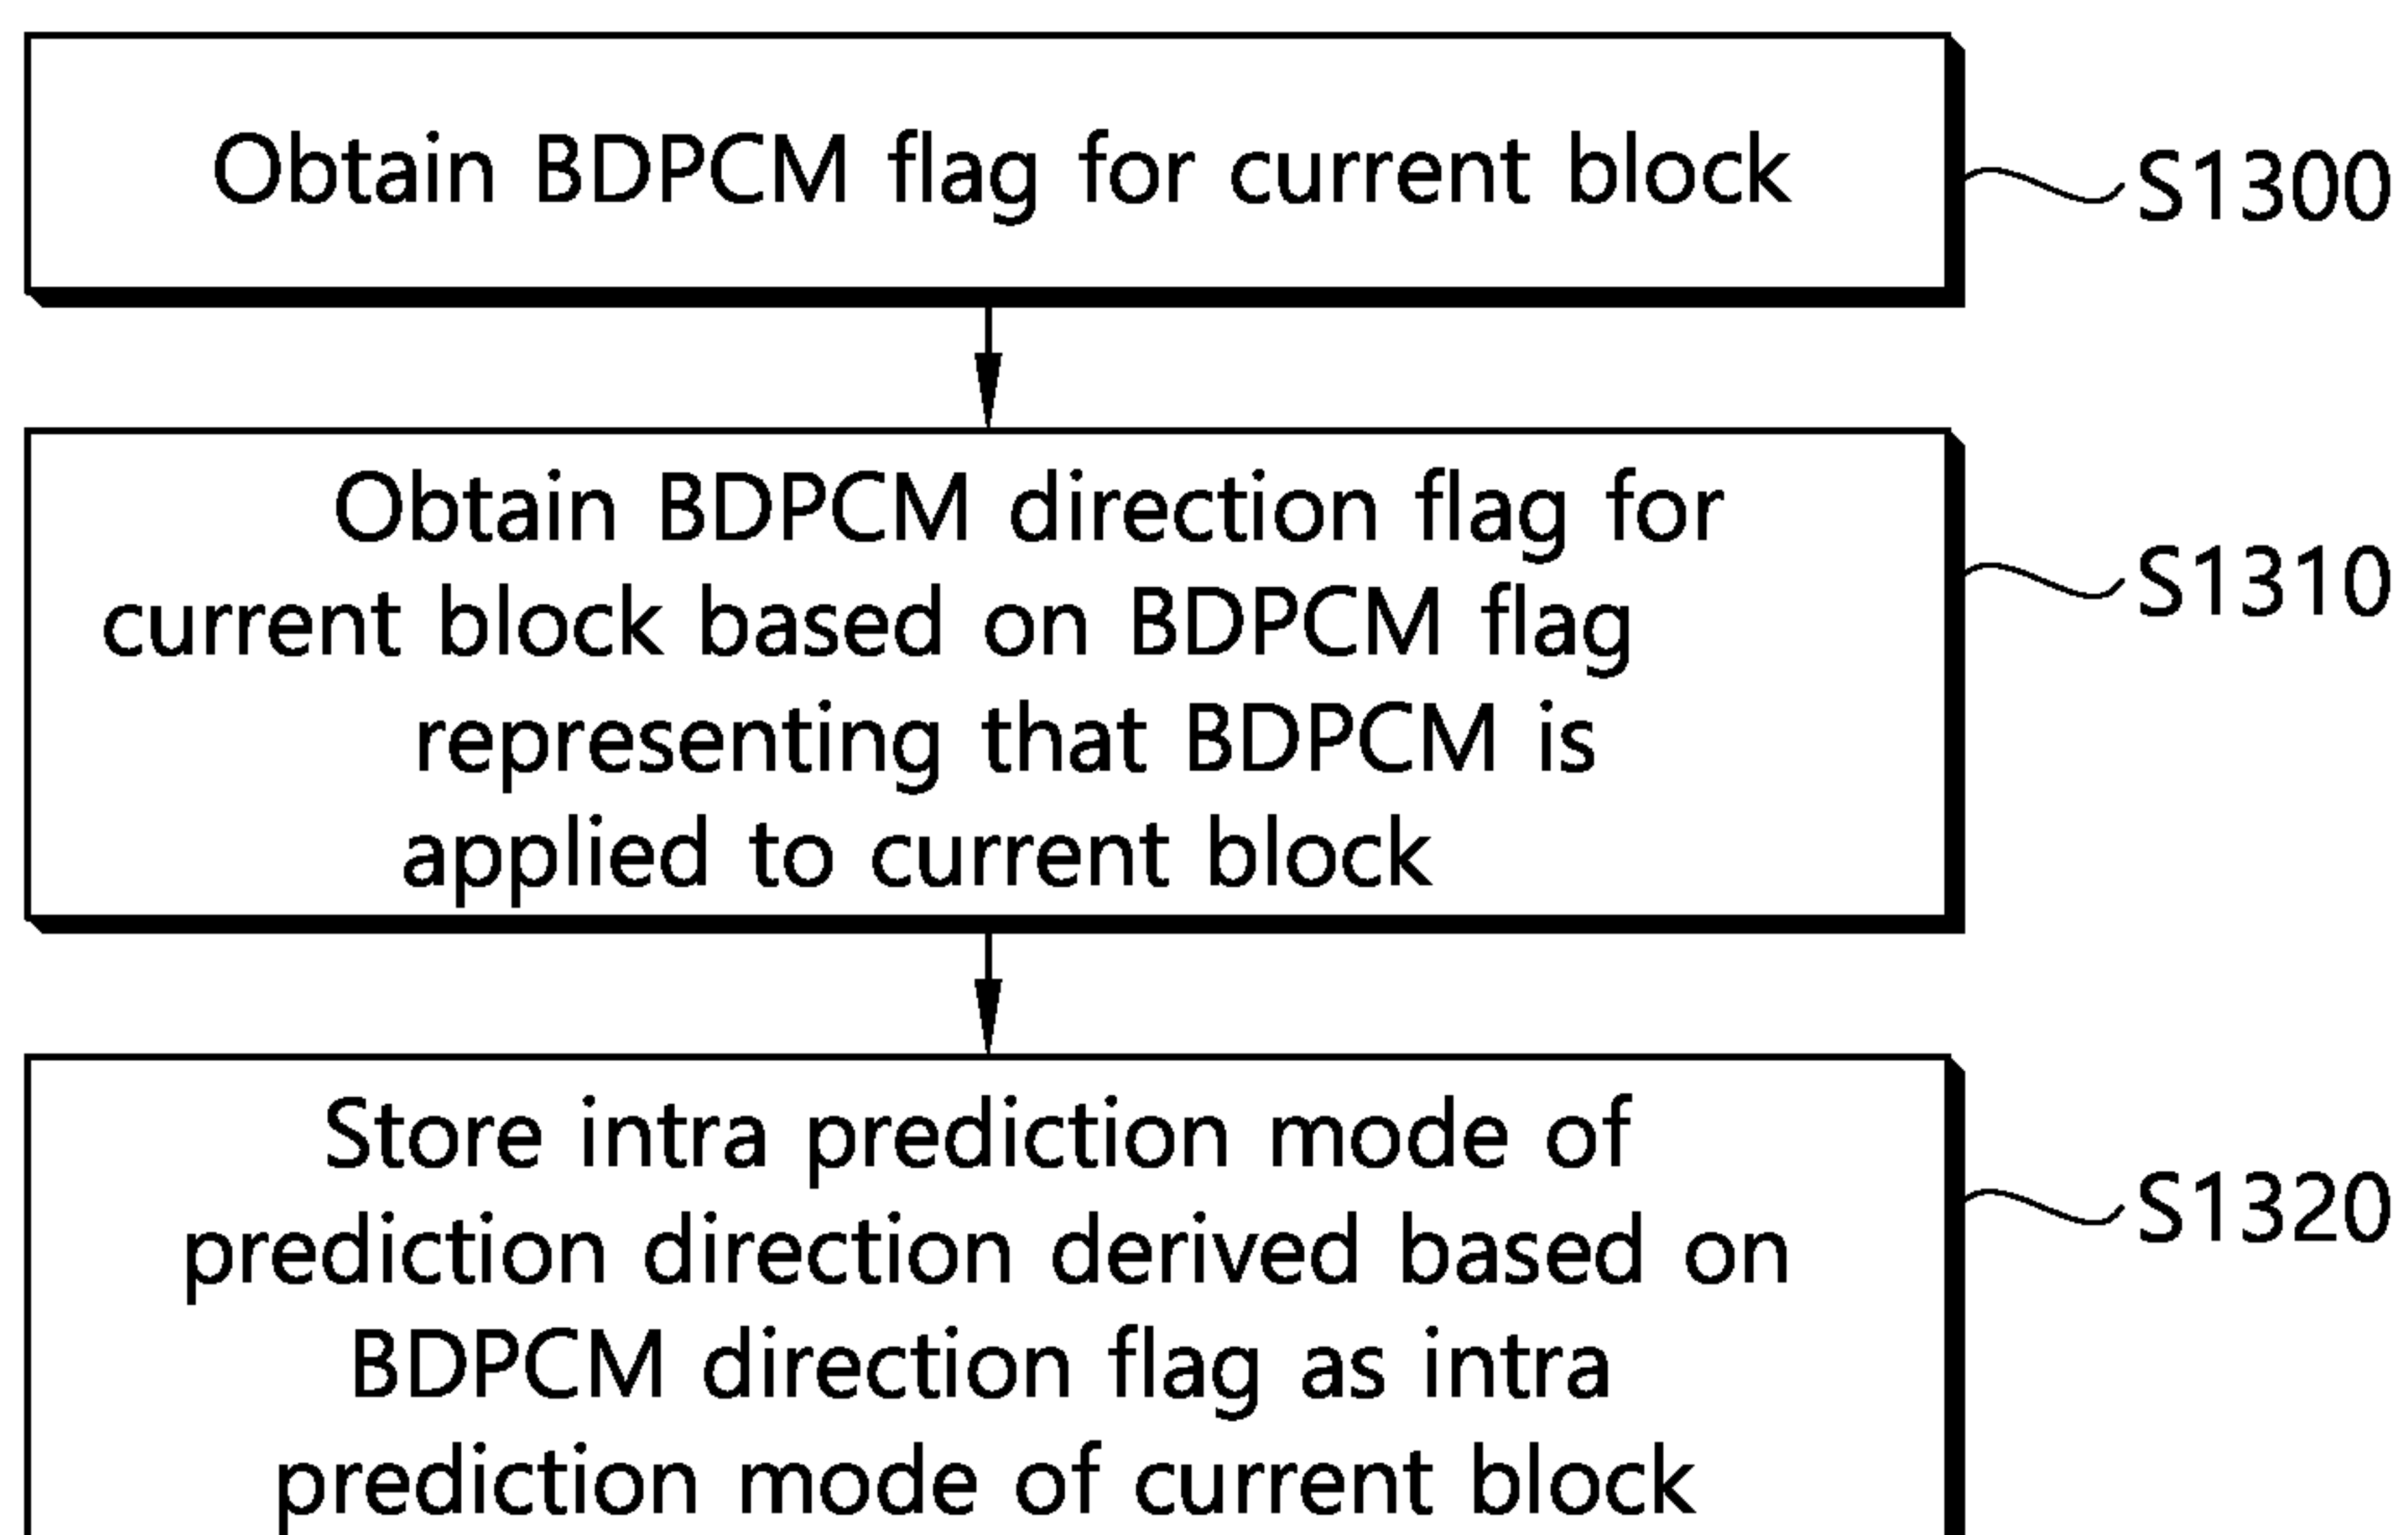 Obtain BDPCM flag for current block
S1300
Obtain BDPCM direction flag for
current block based on BDPCM flag
representing that BDPCM is
applied to current block
S1310
Store intra prediction mode of
prediction direction derived based on
BDPCM direction flag as intra
prediction mode of current block
S1320